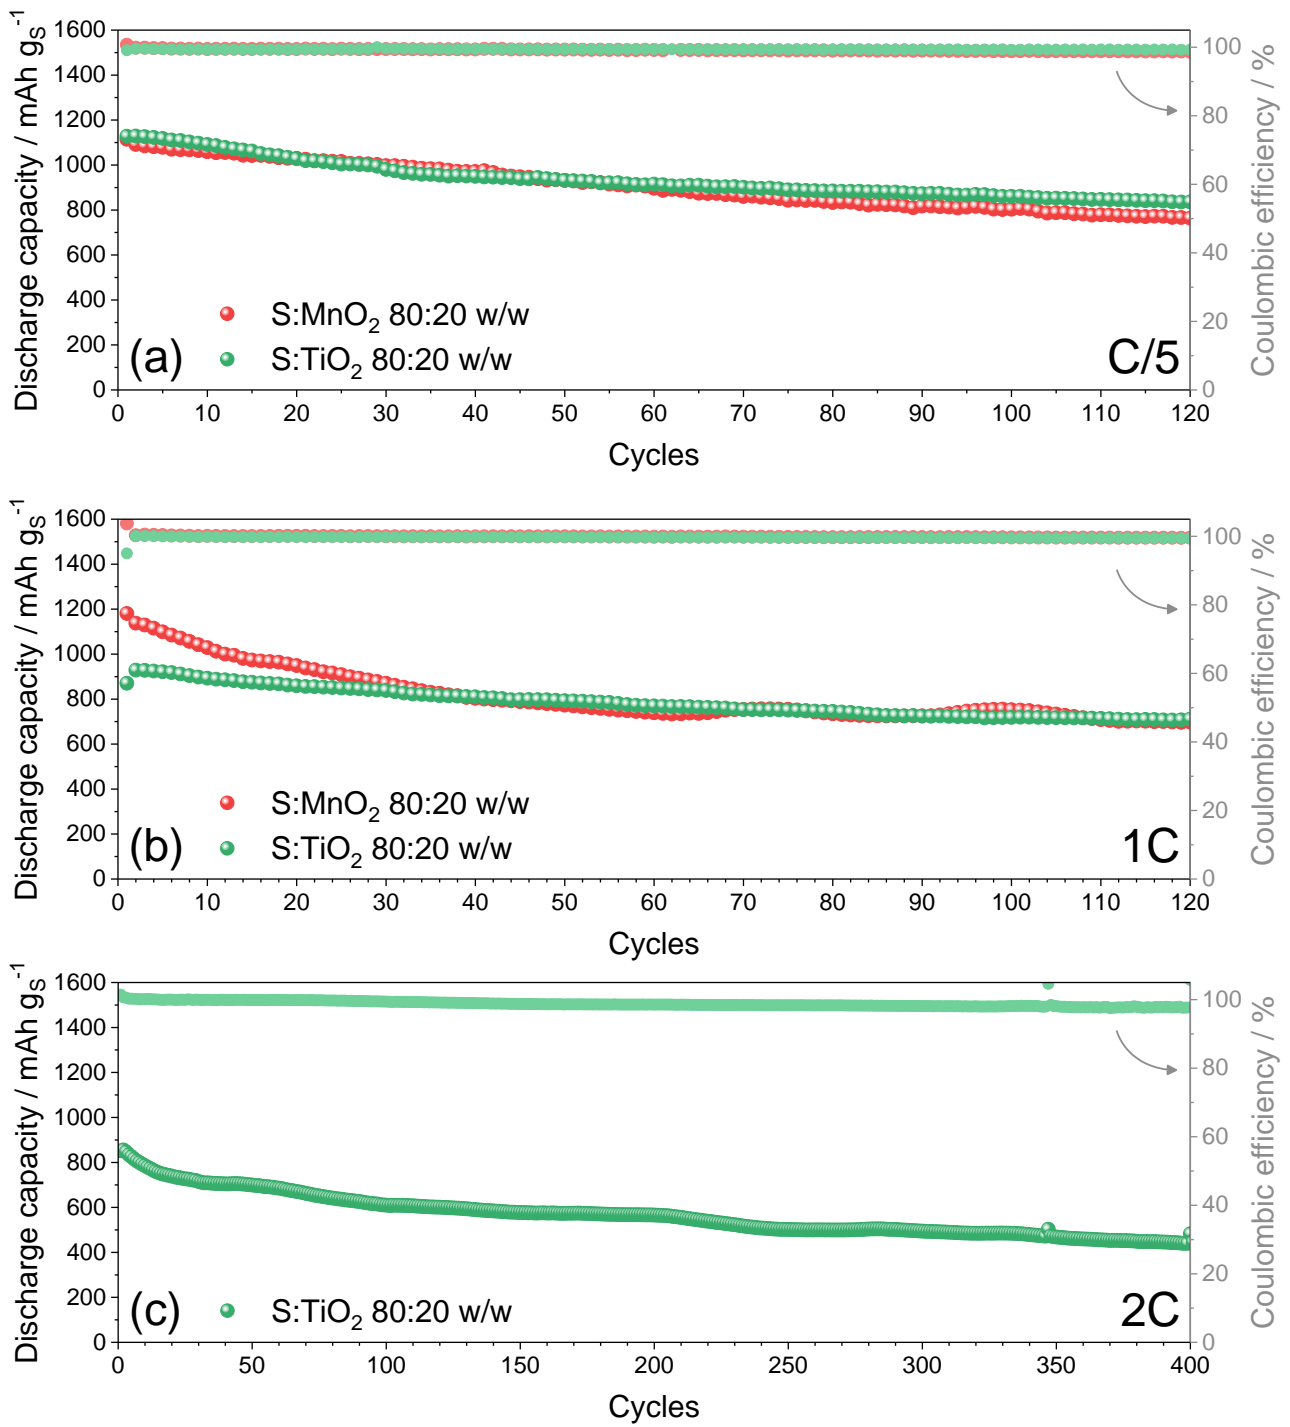 Discharge capacity / mAh gS-1
1600
1400
1200
1000
800
600
400
200
0
S:MnO2 80:20 w/w
S:TiO2 80:20 w/w
(a)
C/5
100
80
60
40
20
0
Coulombic efficiency / %
0 10 20 30 40 50 60 70 80 90 100 110 120
Cycles
Discharge capacity / mAh gS-1
1600
1400
1200
1000
800
600
400
200
0
S:MnO2 80:20 w/w
S:TiO2 80:20 w/w
(b)
1C
100
80
60
40
20
0
Coulombic efficiency / %
0 10 20 30 40 50 60 70 80 90 100 110 120
Cycles
Discharge capacity / mAh gS-1
1600
1400
1200
1000
800
600
400
200
0
S:TiO2 80:20 w/w
(c)
2C
100
80
60
40
20
0
Coulombic efficiency / %
0 50 100 150 200 250 300 350 400
Cycles